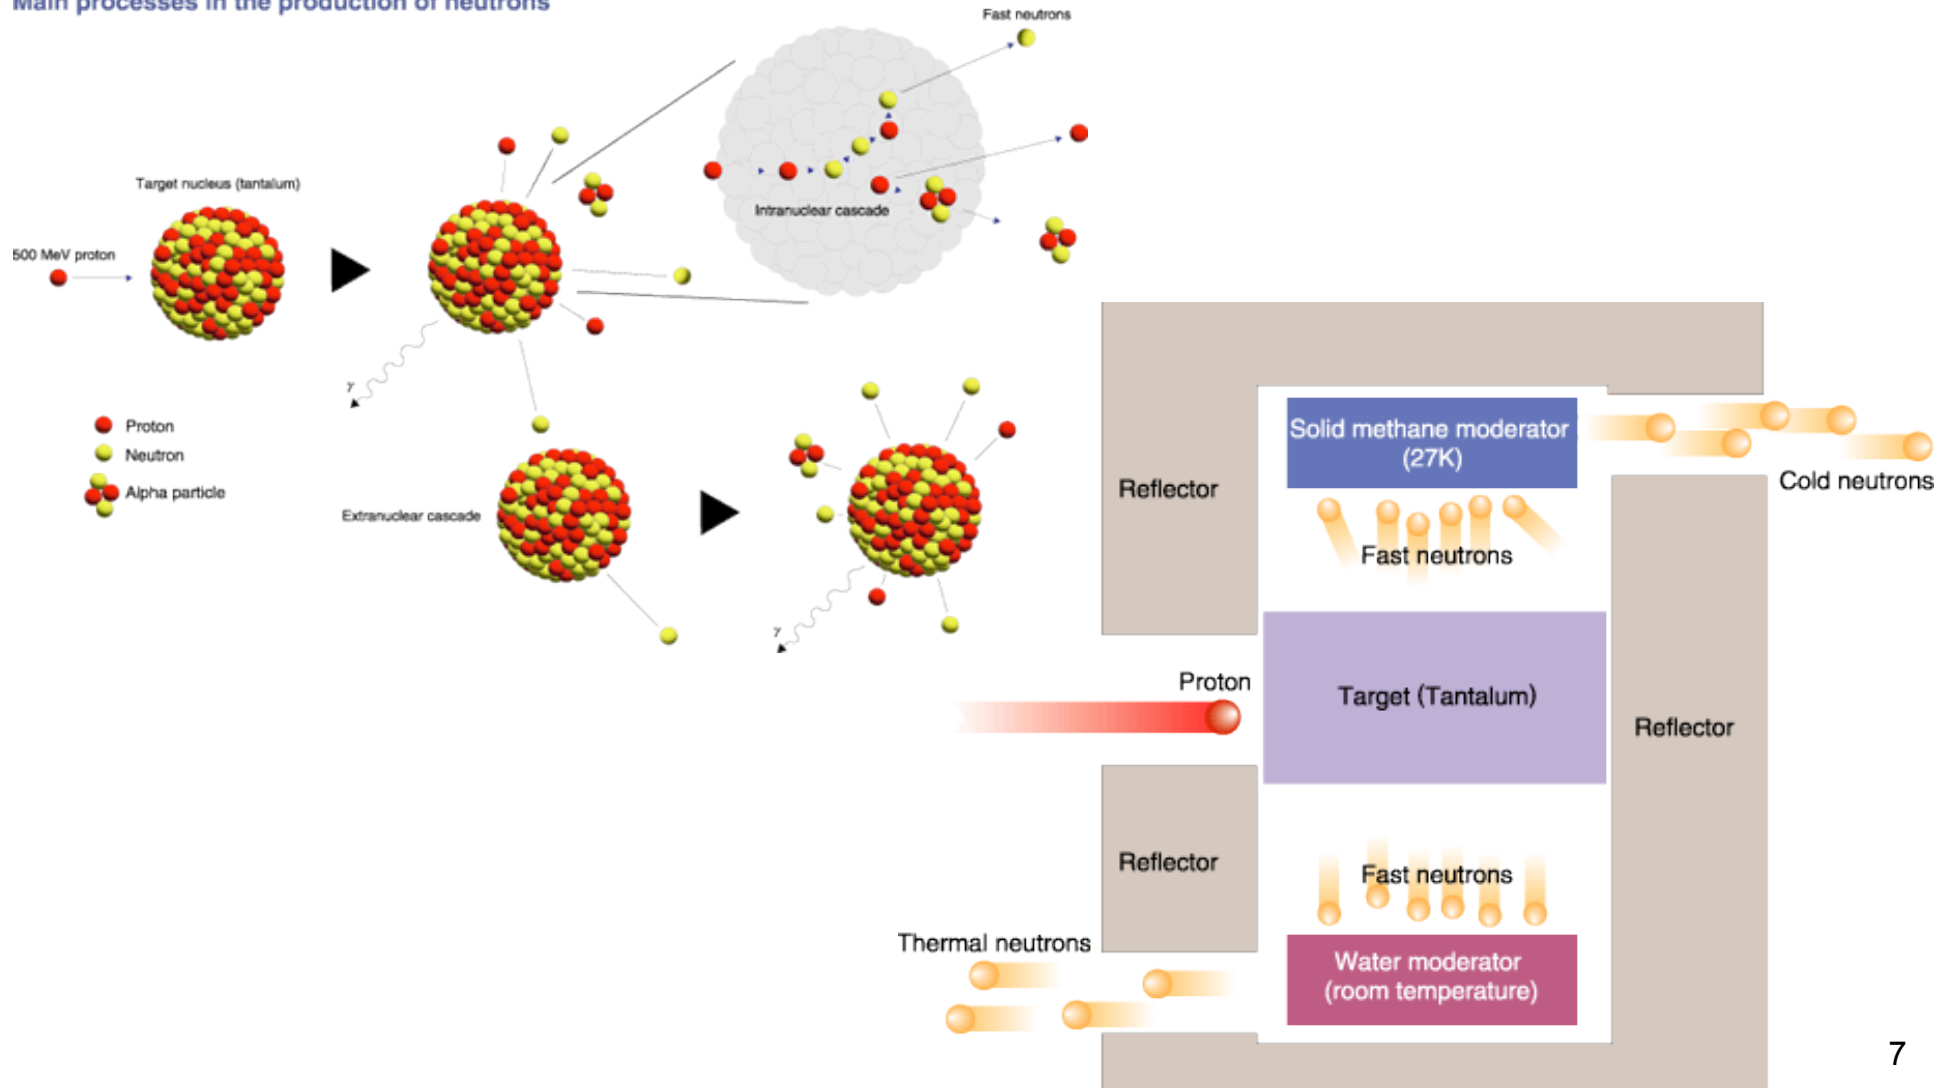 Main processes in the production of neutrons
Fast neutrons
Target nucleus (tantalum)
500 MeV proton
Intranuclear cascade
γ
Proton
Neutron
Alpha particle
Extranuclear cascade
γ
Solid methane moderator
(27K)
Reflector
Cold neutrons
Fast neutrons
Proton
Target (Tantalum)
Reflector
Reflector
Fast neutrons
Thermal neutrons
Water moderator
(room temperature)
7